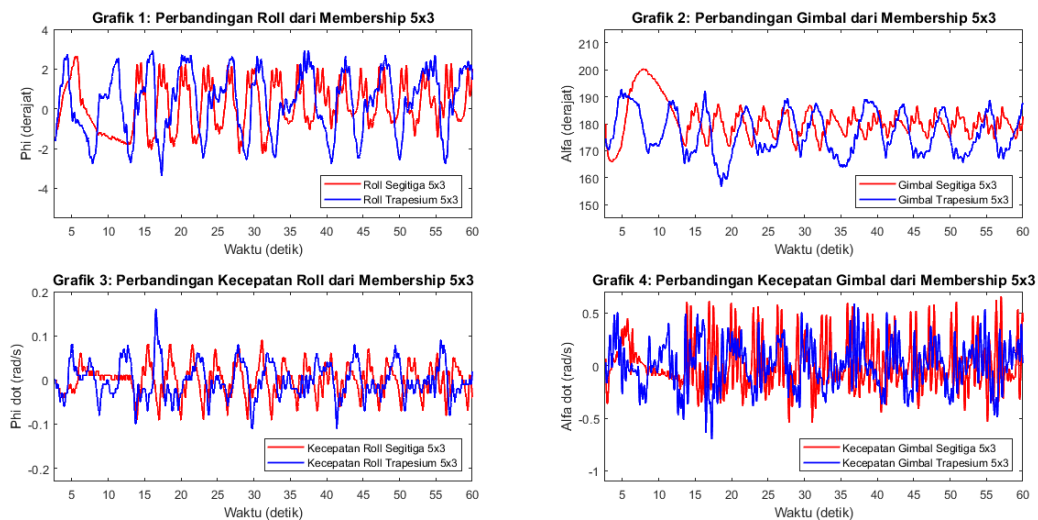 Grafik 1: Perbandingan Roll dari Membership 5x3
4
2
0
-2
-4
Phi (derajat)
5 10 15 20 25 30 35 40 45 50 55 60
Waktu (detik)
Roll Segitiga 5x3
Roll Trapesium 5x3
Grafik 2: Perbandingan Gimbal dari Membership 5x3
210
200
190
180
170
160
150
Alfa (derajat)
5 10 15 20 25 30 35 40 45 50 55 60
Waktu (detik)
Gimbal Segitiga 5x3
Gimbal Trapesium 5x3
Grafik 3: Perbandingan Kecepatan Roll dari Membership 5x3
0.2
0.1
0
-0.1
-0.2
Phi dot (rad/s)
5 10 15 20 25 30 35 40 45 50 55 60
Waktu (detik)
Kecepatan Roll Segitiga 5x3
Kecepatan Roll Trapesium 5x3
Grafik 4: Perbandingan Kecepatan Gimbal dari Membership 5x3
0.5
0
-0.5
-1
Alfa dot (rad/s)
5 10 15 20 25 30 35 40 45 50 55 60
Waktu (detik)
Kecepatan Gimbal Segitiga 5x3
Kecepatan Gimbal Trapesium 5x3